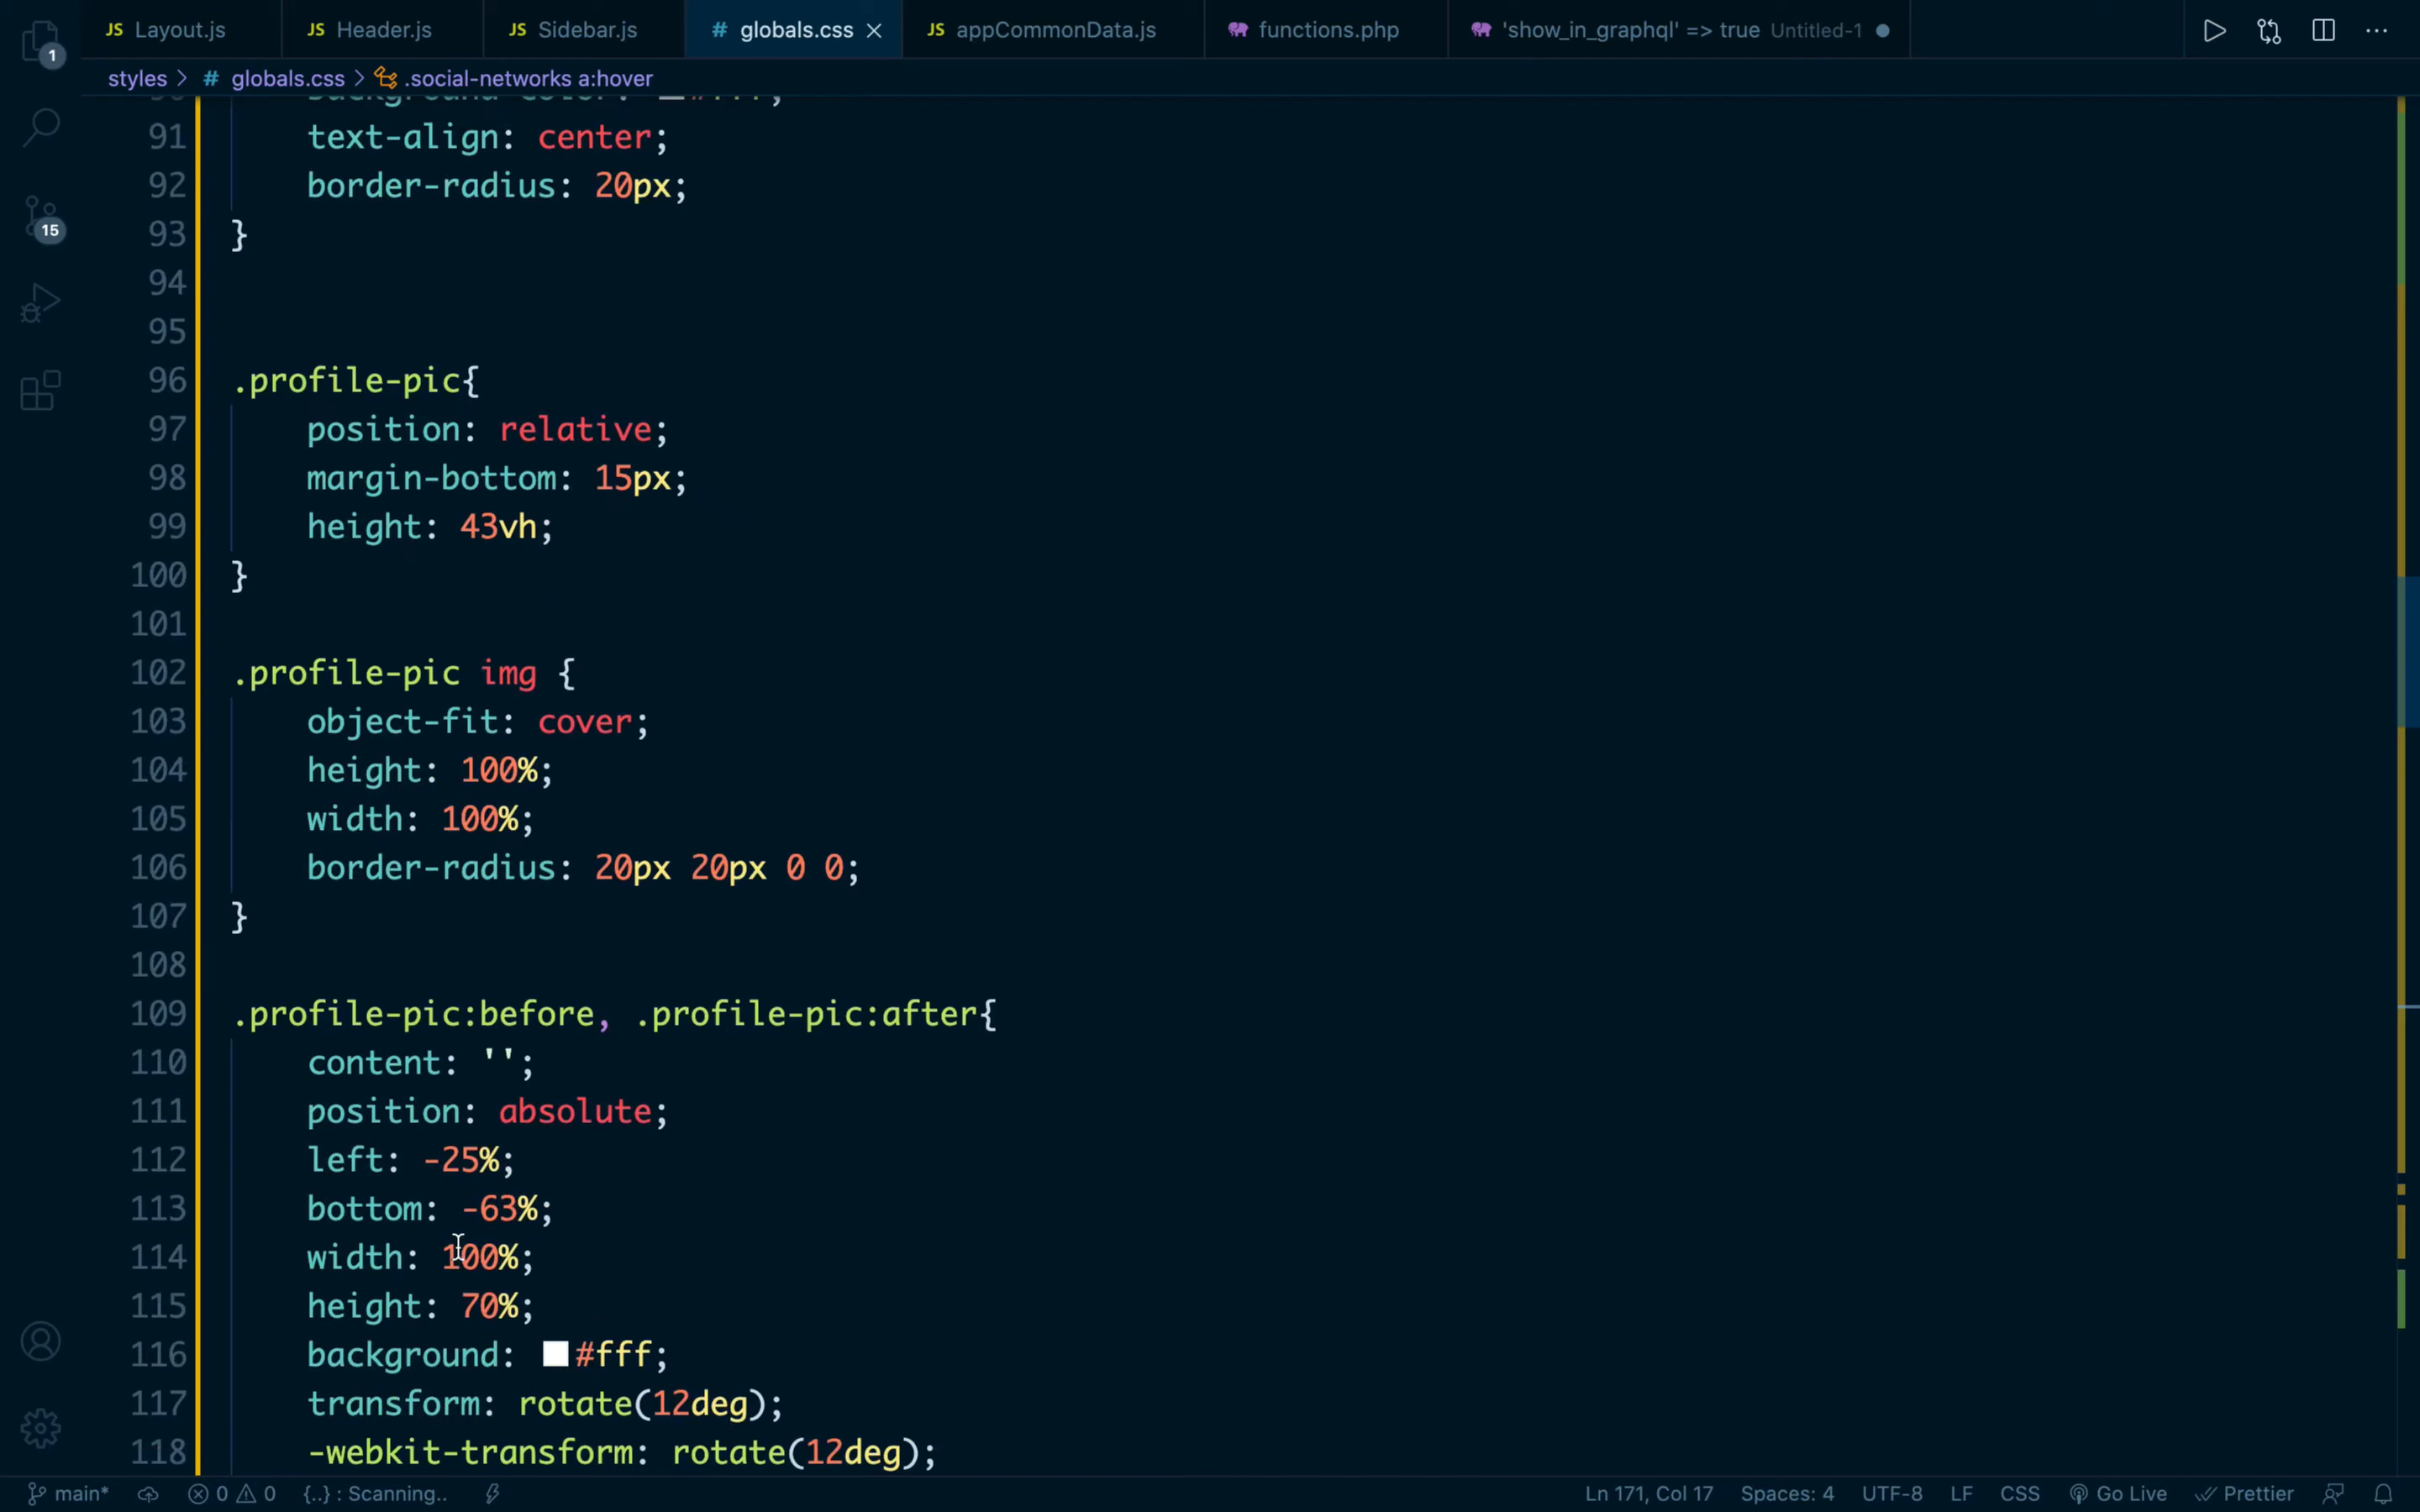 Layout.js Header.js Sidebar.js # globals.css appCommonData.js functions.php 'show_in_graphql' => true Untitled-1
1
styles > # globals.css > .social-networks a:hover
91 text-align: center;
92 border-radius: 20px;
93 }
94
95
96 .profile-pic{
97 position: relative;
98 margin-bottom: 15px;
99 height: 43vh;
100 }
101
102 .profile-pic img {
103 object-fit: cover;
104 height: 100%;
105 width: 100%;
106 border-radius: 20px 20px 0 0;
107 }
108
109 .profile-pic:before, .profile-pic:after{
110 content: '';
111 position: absolute;
112 left: -25%;
113 bottom: -63%;
114 width: 100%;
115 height: 70%;
116 background: #fff;
117 transform: rotate(12deg);
118 -webkit-transform: rotate(12deg);
15
main* 0 0 {..} : Scanning.. Ln 171, Col 17 Spaces: 4 UTF-8 LF CSS Go Live Prettier